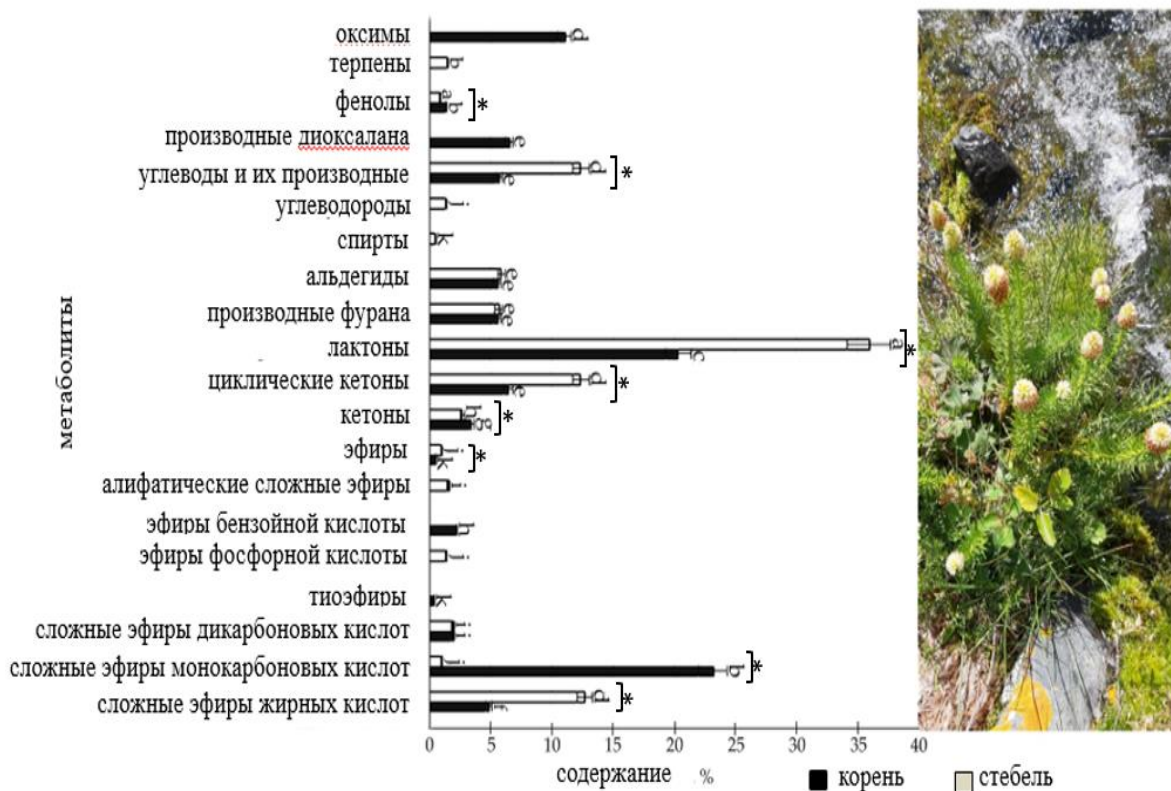 оксимы
d
терпены
b
фенолы
a
b
*
производные диоксалана
e
углеводы и их производные
d
e
*
углеводороды
j
спирты
k
альдегиды
e
e
производные фурана
e
e
лактоны
a
c
*
циклические кетоны
d
e
*
кетоны
h
g
*
эфиры
j
k
*
алифатические сложные эфиры
i
эфиры бензойной кислоты
h
эфиры фосфорной кислоты
j
тиоэфиры
k
сложные эфиры дикарбоновых кислот
i
i
сложные эфиры монокарбоновых кислот
j
b
*
сложные эфиры жирных кислот
d
f
*
метаболиты
0 5 10 15 20 25 30 35 40
содержание , %
корень стебель